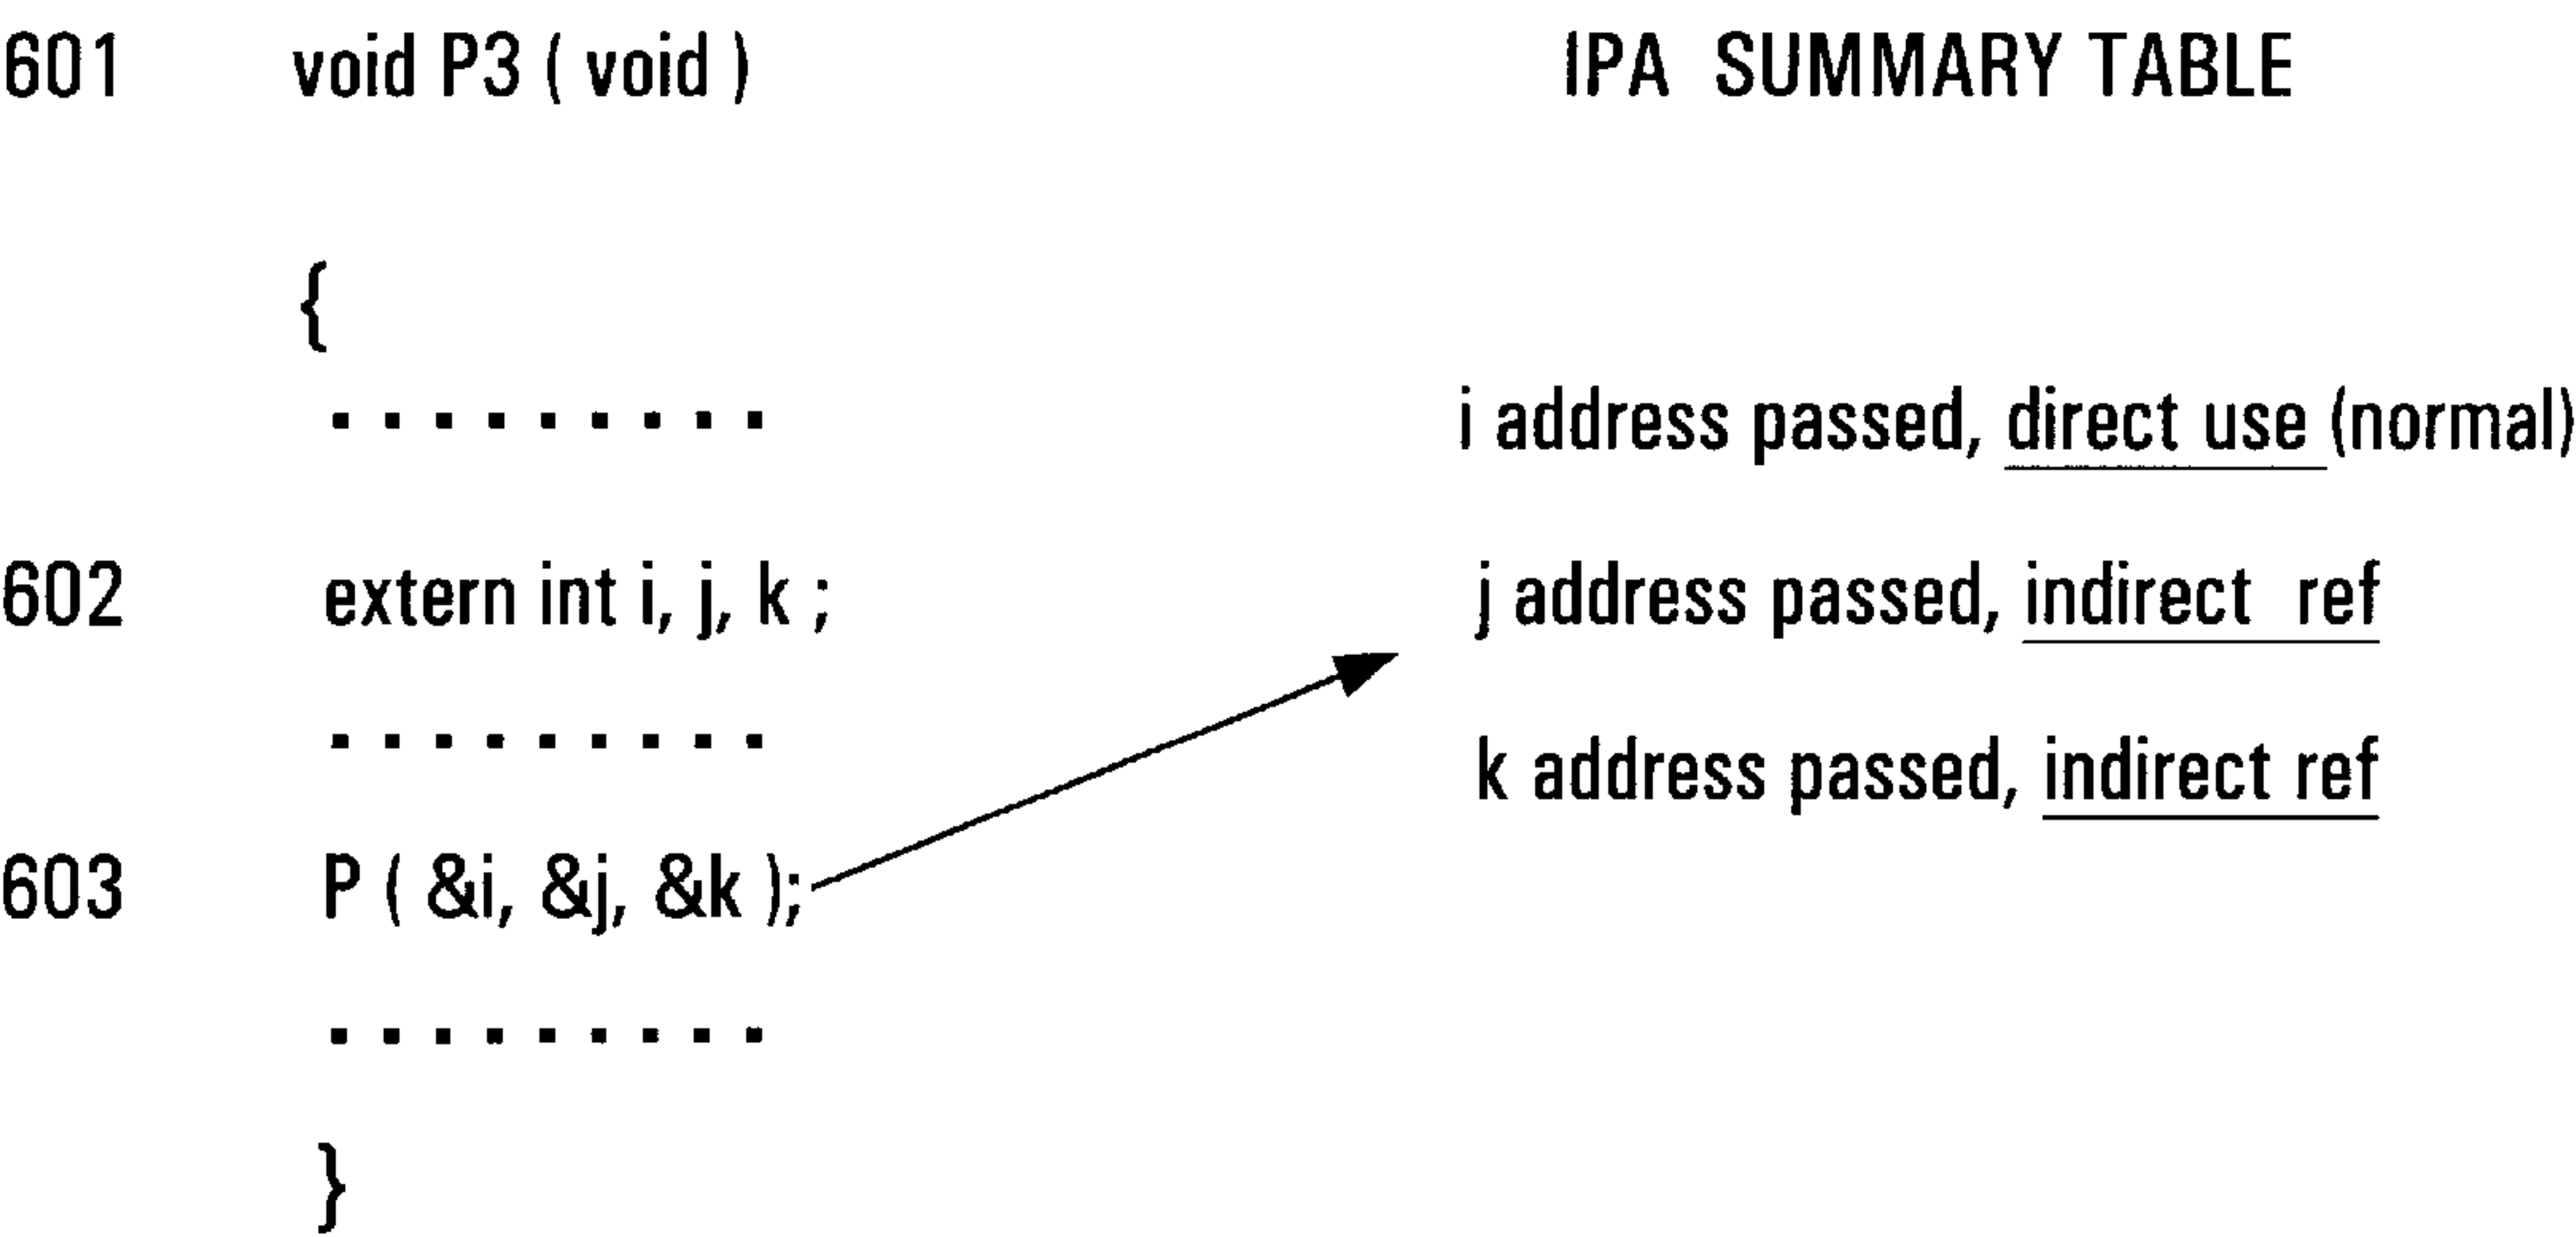 601 void P3 ( void ) IPA SUMMARY TABLE
{
. . . . . . . . . i address passed, direct use (normal)
602 extern int i, j, k ; j address passed, indirect ref
. . . . . . . . . k address passed, indirect ref
603 P ( &i, &j, &k );
. . . . . . . . .
}